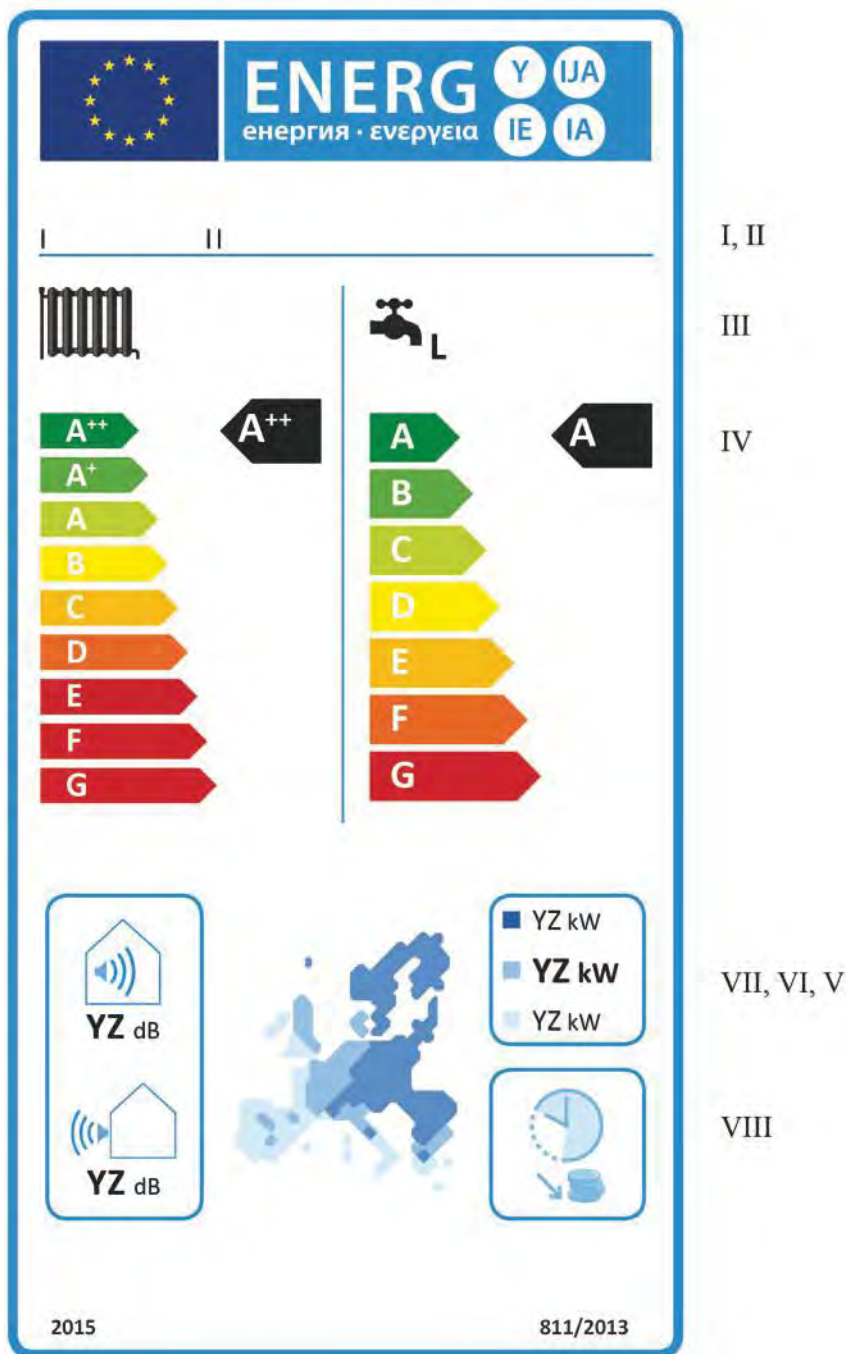 ENERG Y IJA
енергия · ενεργεια IE IA
I II
I, II
L
III
A++ A++ A A
IV
A+
B
A
C
B
D
C
E
D
F
E
G
F
G
YZ dB
YZ dB
YZ kW
YZ kW
YZ kW
VII, VI, V
VIII
2015 811/2013